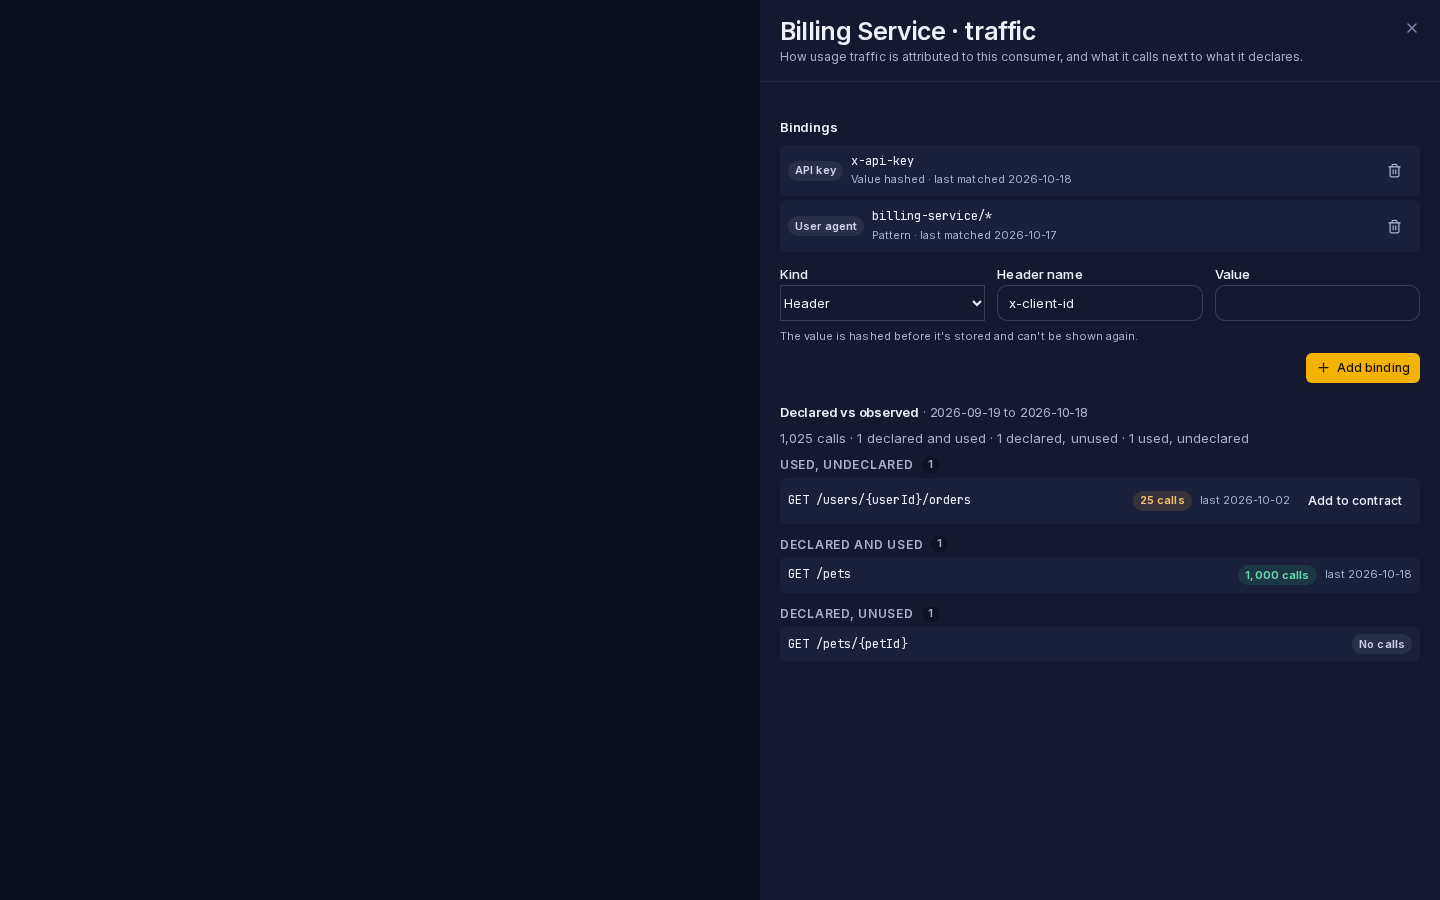 Billing Service · traffic
How usage traffic is attributed to this consumer, and what it calls next to what it declares.
Bindings
API key
x-api-key
Value hashed · last matched 2026-10-18
User agent
billing-service/*
Pattern · last matched 2026-10-17
Kind Header name Value
Header x-client-id
The value is hashed before it's stored and can't be shown again.
Add binding
Declared vs observed · 2026-09-19 to 2026-10-18
1,025 calls · 1 declared and used · 1 declared, unused · 1 used, undeclared
USED, UNDECLARED 1
GET /users/{userId}/orders 25 calls last 2026-10-02 Add to contract
DECLARED AND USED 1
GET /pets 1,000 calls last 2026-10-18
DECLARED, UNUSED 1
GET /pets/{petId} No calls